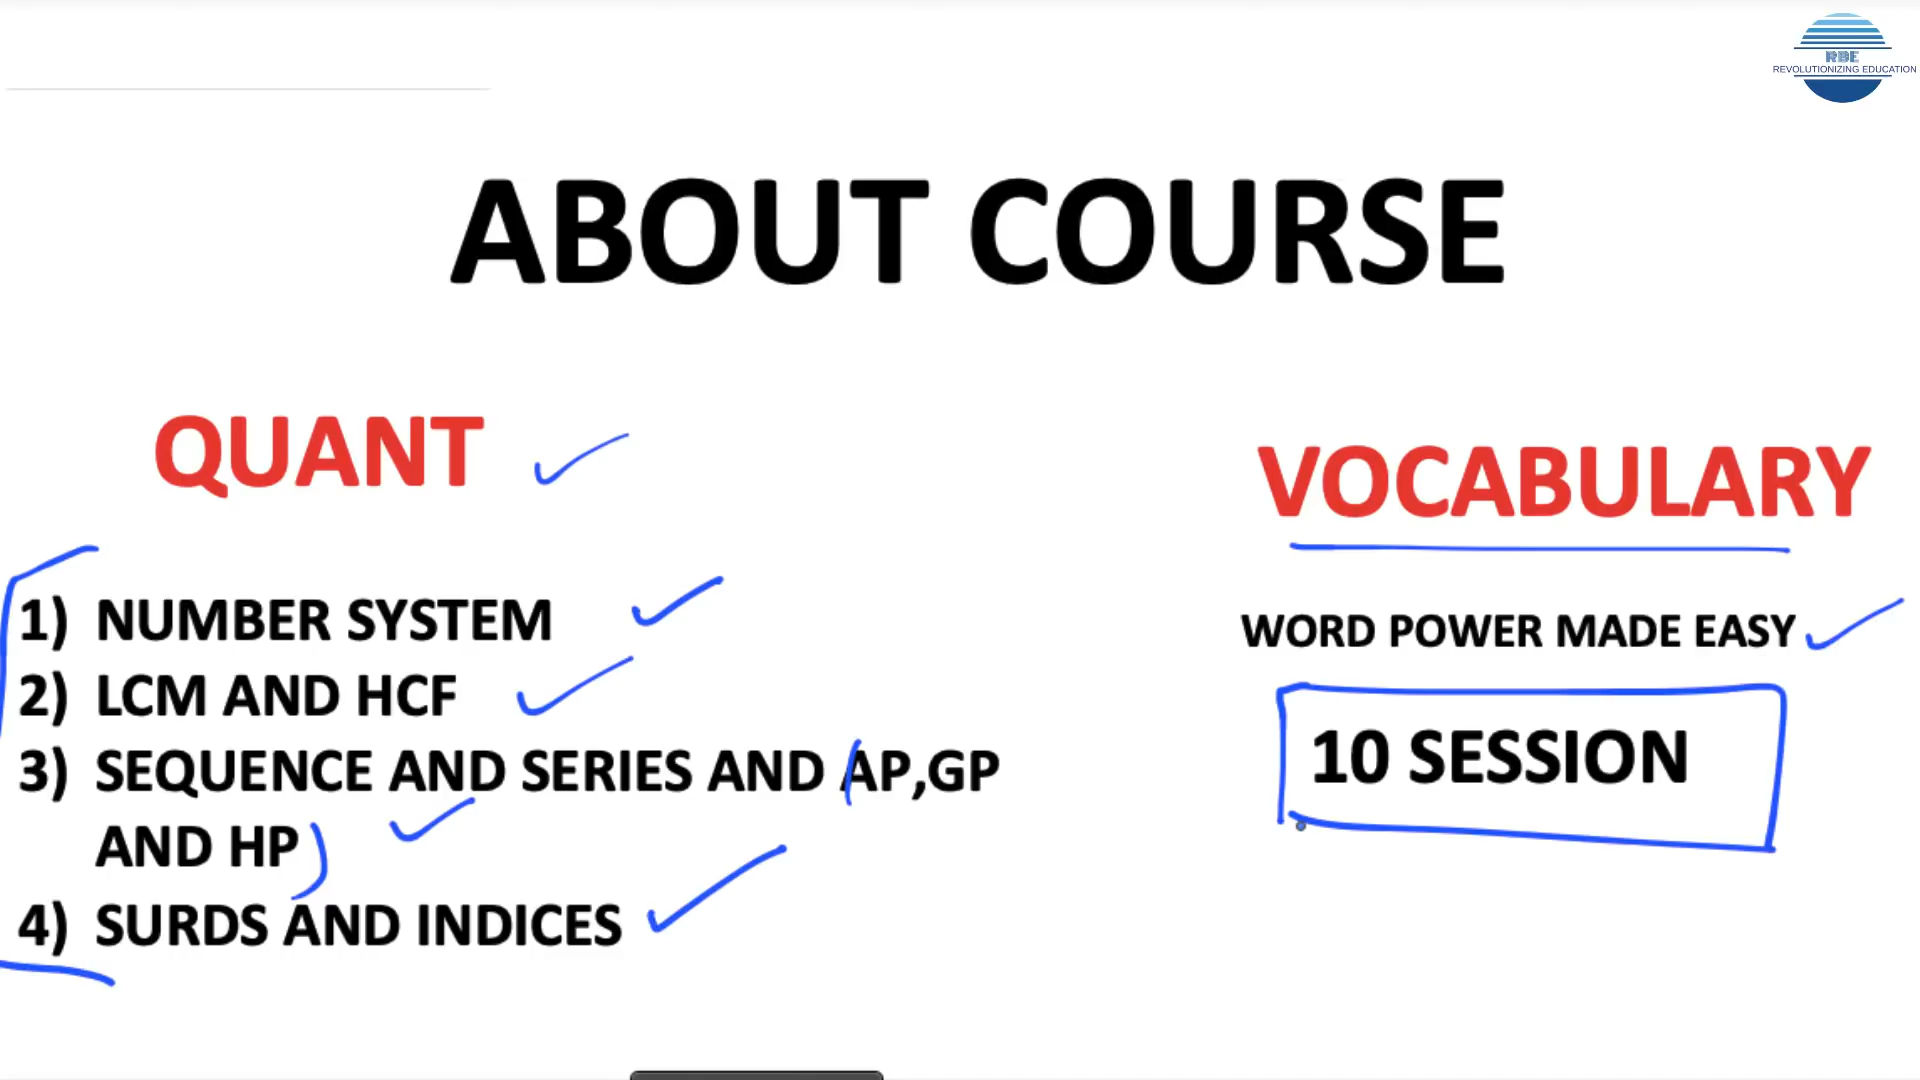 RBE
REVOLUTIONIZING EDUCATION
ABOUT COURSE
QUANT
1) NUMBER SYSTEM
2) LCM AND HCF
3) SEQUENCE AND SERIES AND AP,GP
AND HP
4) SURDS AND INDICES
VOCABULARY
WORD POWER MADE EASY
10 SESSION